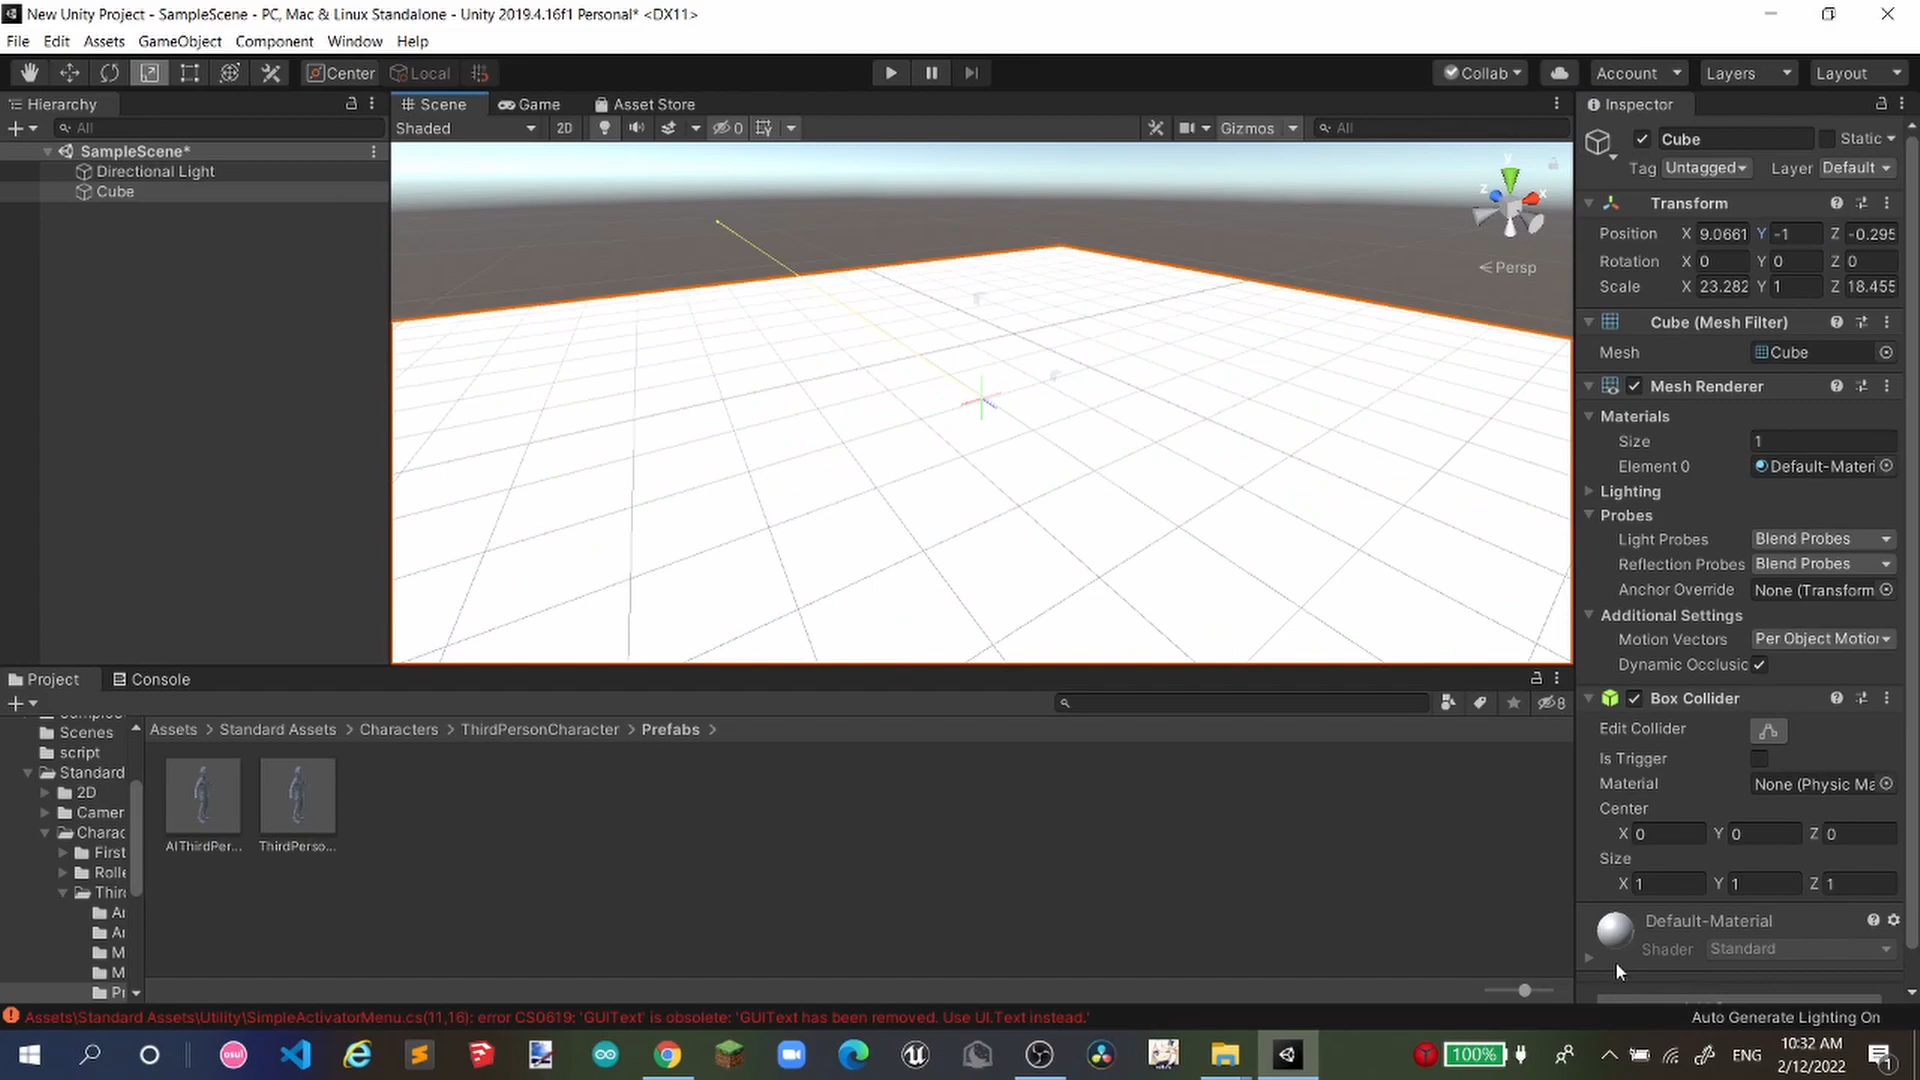 New Unity Project - SampleScene - PC, Mac & Linux Standalone - Unity 2019.4.16f1 Personal* <DX11>
File Edit Assets GameObject Component Window Help
Center Local Collab Account Layers Layout
Hierarchy
All
SampleScene*
Directional Light
Cube
Scene Game Asset Store
Shaded 2D 0 Gizmos All
y
z x
Persp
Inspector
Cube Static
Tag Untagged Layer Default
Transform
Position X 9.0661 Y -1 Z -0.295
Rotation X 0 Y 0 Z 0
Scale X 23.282 Y 1 Z 18.455
Cube (Mesh Filter)
Mesh Cube
Mesh Renderer
Materials
Size 1
Element 0 Default-Materi
Lighting
Probes
Light Probes Blend Probes
Reflection Probes Blend Probes
Anchor Override None (Transform
Additional Settings
Motion Vectors Per Object Motior
Dynamic Occlusic
Box Collider
Edit Collider
Is Trigger
Material None (Physic Ma
Center
X 0 Y 0 Z 0
Size
X 1 Y 1 Z 1
Default-Material
Shader Standard
Project Console
8
Scenes
script
Standard
2D
Camer
Charac
First
Rolle
Thir
Ar
Ar
M
M
Pr
Assets > Standard Assets > Characters > ThirdPersonCharacter > Prefabs >
AIThirdPer... ThirdPerso...
Assets\Standard Assets\Utility\SimpleActivatorMenu.cs(11,16): error CS0619: 'GUIText' is obsolete: 'GUIText has been removed. Use UI.Text instead.'
Auto Generate Lighting On
osu!
100% ENG 10:32 AM
2/12/2022
1